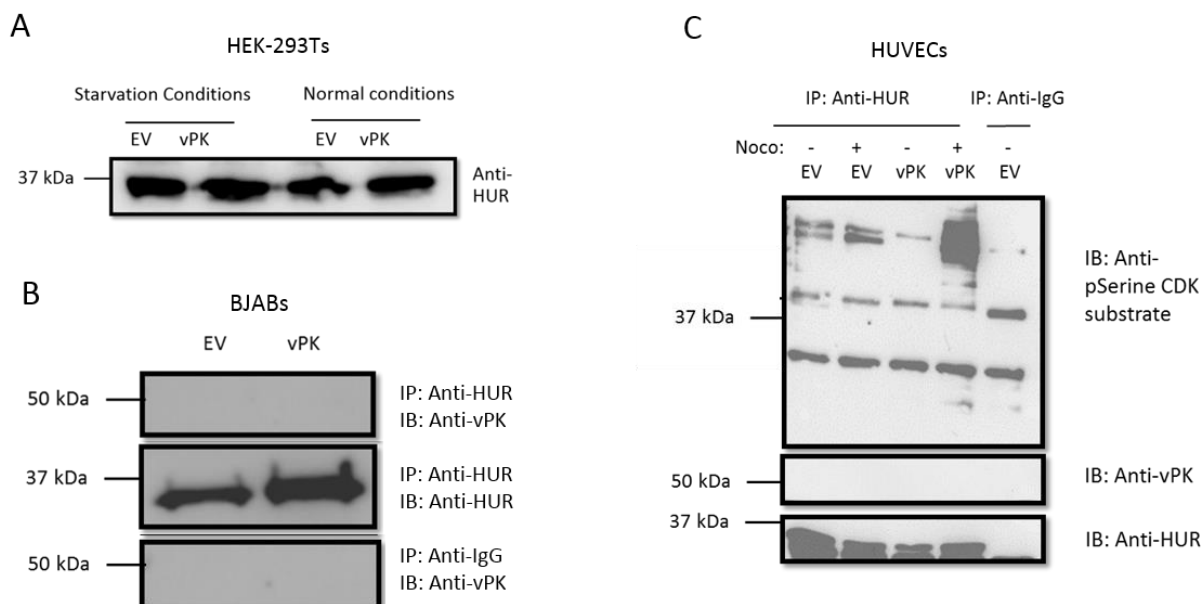 A
HEK-293Ts
Starvation Conditions Normal conditions
EV vPK EV vPK
37 kDa
Anti-
HUR
B
BJABs
EV vPK
50 kDa
IP: Anti-HUR
IB: Anti-vPK
37 kDa
IP: Anti-HUR
IB: Anti-HUR
50 kDa
IP: Anti-IgG
IB: Anti-vPK
C
HUVECs
IP: Anti-HUR IP: Anti-IgG
Noco: - + - + -
EV EV vPK vPK EV
37 kDa
IB: Anti-
pSerine CDK
substrate
50 kDa
IB: Anti-vPK
37 kDa
IB: Anti-HUR